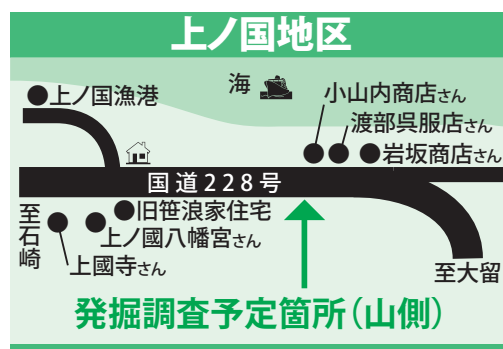 上ノ国地区
海
●上ノ国漁港
小山内商店さん
渡部呉服店さん
●●●岩坂商店さん
国道228号
至石崎
●旧笹浪家住宅
●上ノ國八幡宮さん
●上國寺さん
至大留
発掘調査予定箇所(山側)